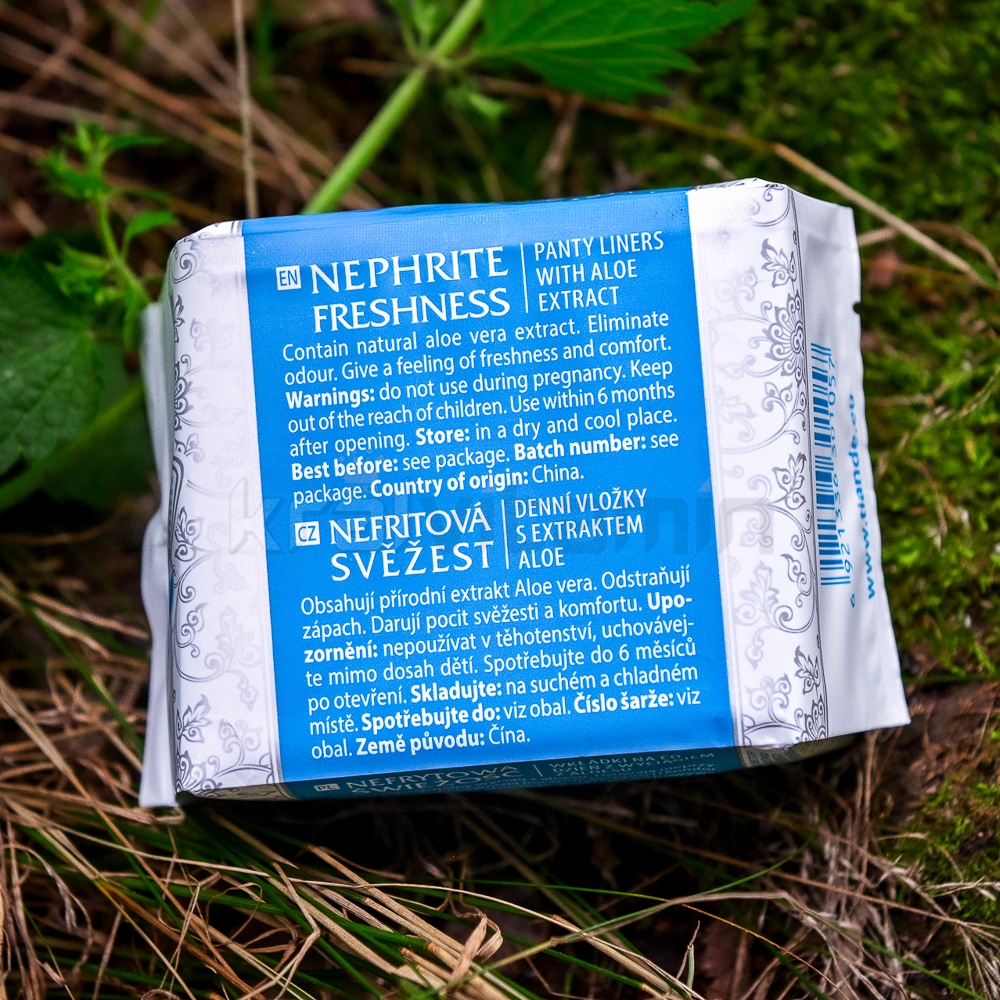 EN NEPHRITE FRESHNESS
PANTY LINERS
WITH ALOE
EXTRACT
Contain natural aloe vera extract. Eliminate
odour. Give a feeling of freshness and comfort.
Warnings: do not use during pregnancy. Keep
out of the reach of children. Use within 6 months
after opening. Store: in a dry and cool place.
Best before: see package. Batch number: see
package. Country of origin: China.
CZ NEFRITOVÁ SVĚŽEST
DENNÍ VLOŽKY
S EXTRAKTEM
ALOE
Obsahují přírodní extrakt Aloe vera. Odstraňují
zápach. Darují pocit svěžesti a komfortu. Upo-
zornění: nepoužívat v těhotenství, uchovávej-
te mimo dosah dětí. Spotřebujte do 6 měsíců
po otevření. Skladujte: na suchém a chladném
místě. Spotřebujte do: viz obal. Číslo šarže: viz
obal. Země původu: Čína.
PL NEFRYTOWA
www.tiande.eu